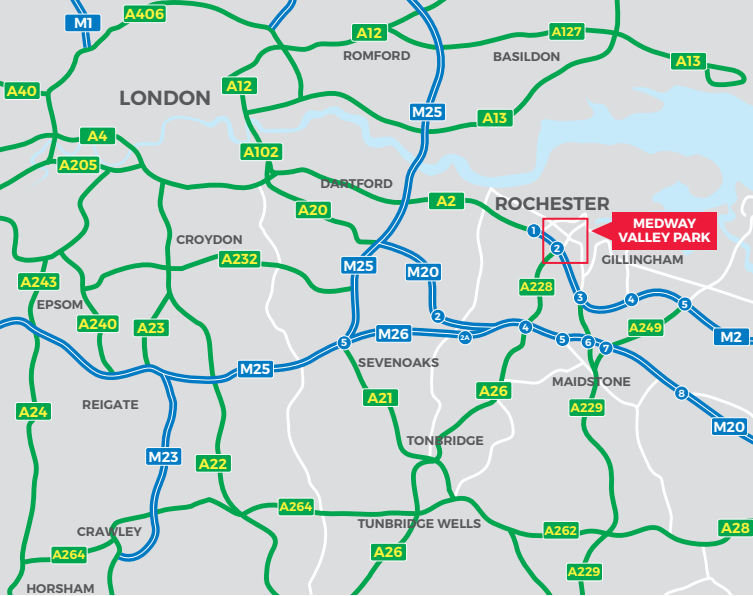 M1
A406
A12
A127
ROMFORD
BASILDON
A13
A40
A12
LONDON
M25
A13
A4
A102
A205
DARTFORD
A2
ROCHESTER
A20
MEDWAY
VALLEY PARK
1
2
CROYDON
A232
GILLINGHAM
M25
M20
A243
A228
EPSOM
3
4
5
2
A240
A23
M26
4
A249
M2
5
2A
5
6
7
SEVENOAKS
M25
MAIDSTONE
8
A26
A21
REIGATE
A24
A229
M20
TONBRIDGE
M23
A22
A264
TUNBRIDGE WELLS
A28
CRAWLEY
A262
A264
A26
A229
HORSHAM